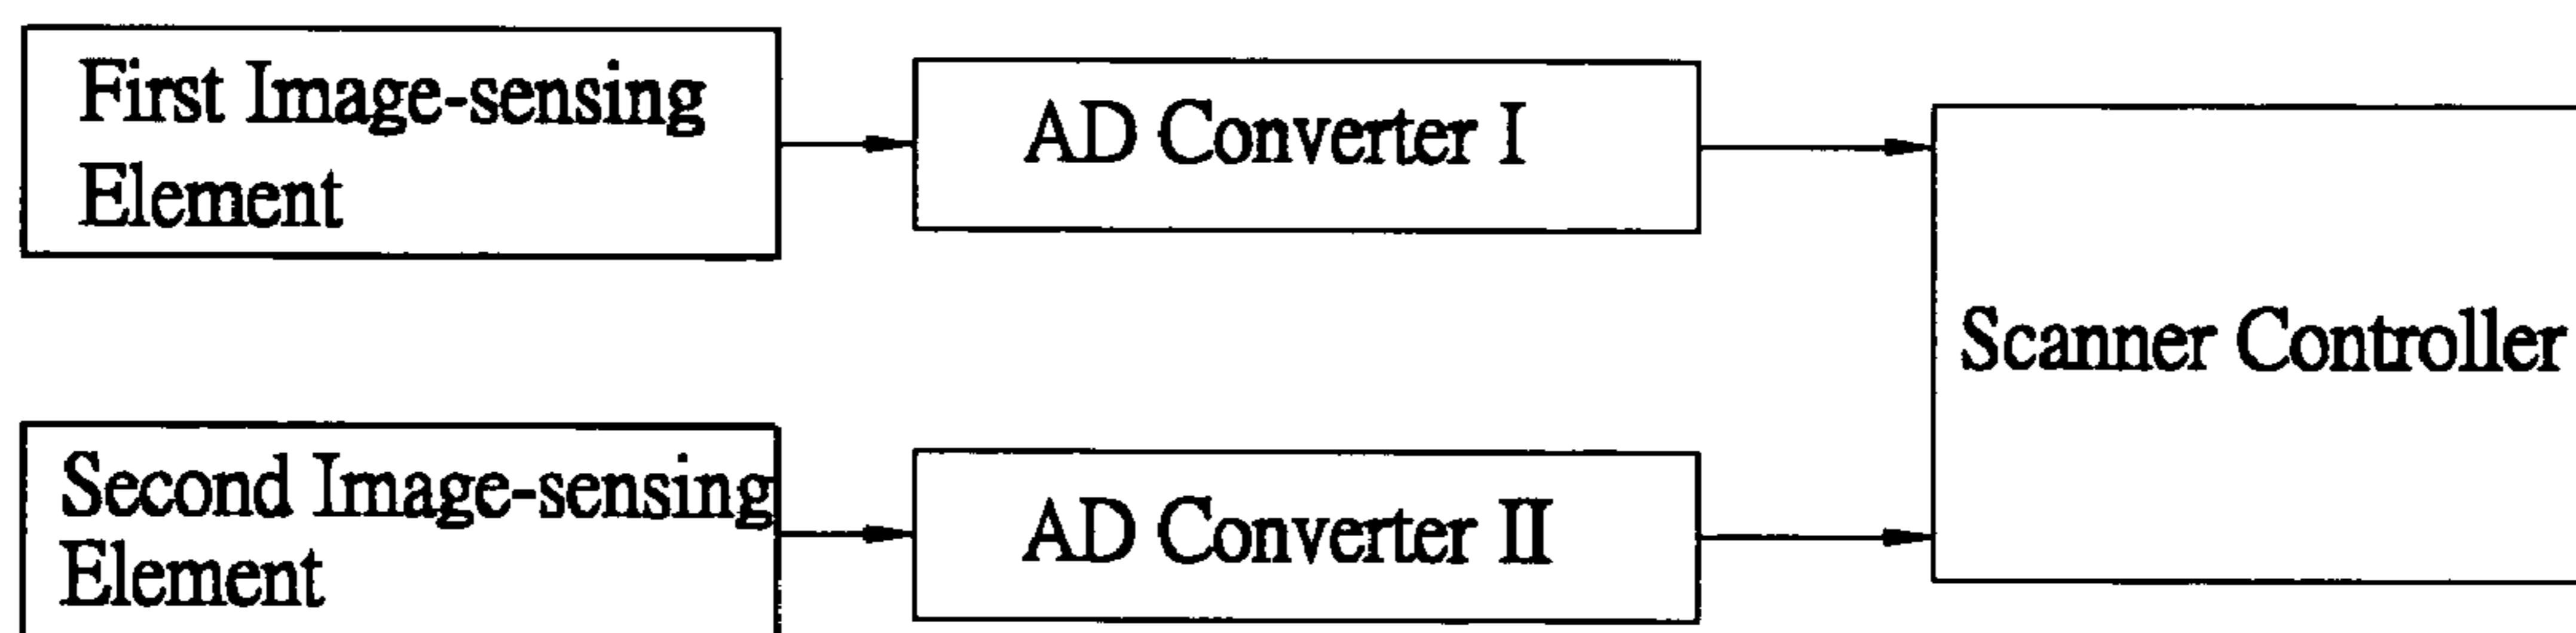 First Image-sensing
Element
AD Converter I
Scanner Controller
Second Image-sensing
Element
AD Converter II